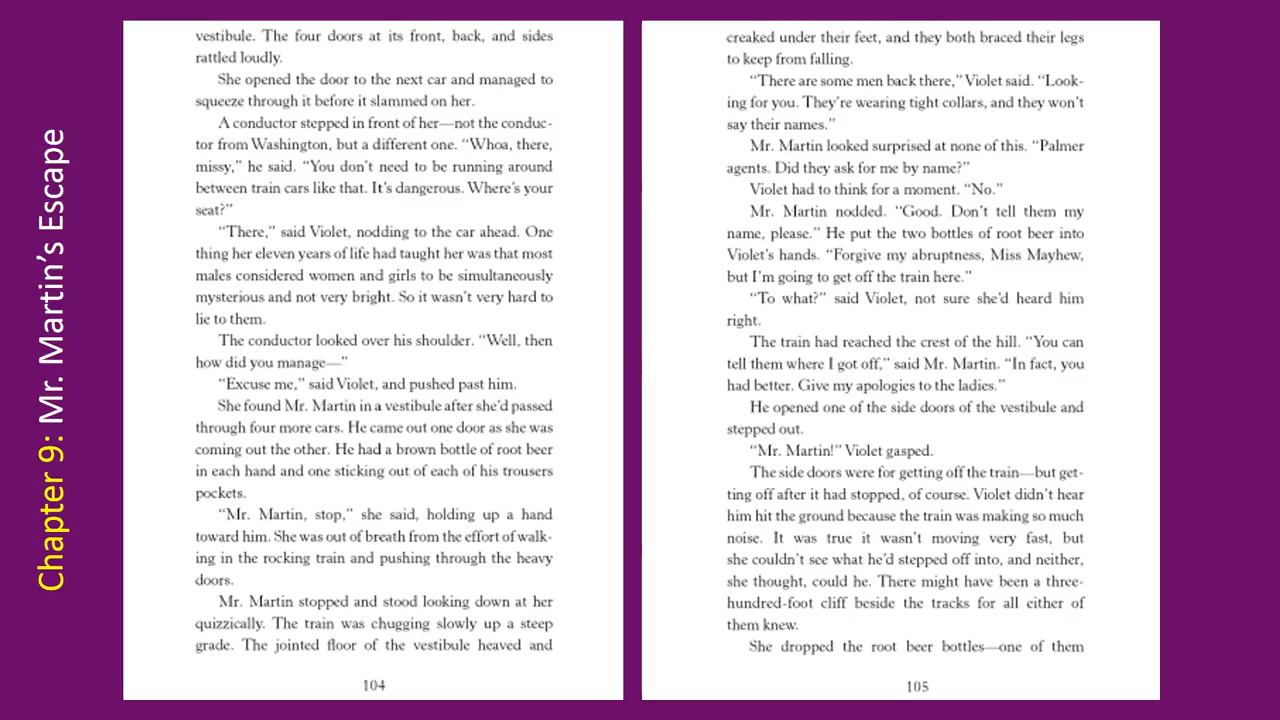 Chapter 9: Mr. Martin's Escape
vestibule. The four doors at its front, back, and sides
rattled loudly.
She opened the door to the next car and managed to
squeeze through it before it slammed on her.
A conductor stepped in front of her—not the conduc-
tor from Washington, but a different one. “Whoa, there,
missy,” he said. “You don't need to be running around
between train cars like that. It's dangerous. Where's your
seat?”
“There,” said Violet, nodding to the car ahead. One
thing her eleven years of life had taught her was that most
males considered women and girls to be simultaneously
mysterious and not very bright. So it wasn't very hard to
lie to them.
The conductor looked over his shoulder. “Well, then
how did you manage—”
“Excuse me,” said Violet, and pushed past him.
She found Mr. Martin in a vestibule after she'd passed
through four more cars. He came out one door as she was
coming out the other. He had a brown bottle of root beer
in each hand and one sticking out of each of his trousers
pockets.
“Mr. Martin, stop,” she said, holding up a hand
toward him. She was out of breath from the effort of walk-
ing in the rocking train and pushing through the heavy
doors.
Mr. Martin stopped and stood looking down at her
quizzically. The train was chugging slowly up a steep
grade. The jointed floor of the vestibule heaved and
104
creaked under their feet, and they both braced their legs
to keep from falling.
“There are some men back there,” Violet said. “Look-
ing for you. They're wearing tight collars, and they won't
say their names.”
Mr. Martin looked surprised at none of this. “Palmer
agents. Did they ask for me by name?”
Violet had to think for a moment. “No.”
Mr. Martin nodded. “Good. Don't tell them my
name, please.” He put the two bottles of root beer into
Violet's hands. “Forgive my abruptness, Miss Mayhew,
but I'm going to get off the train here.”
“To what?” said Violet, not sure she'd heard him
right.
The train had reached the crest of the hill. “You can
tell them where I got off,” said Mr. Martin. “In fact, you
had better. Give my apologies to the ladies.”
He opened one of the side doors of the vestibule and
stepped out.
“Mr. Martin!” Violet gasped.
The side doors were for getting off the train—but get-
ting off after it had stopped, of course. Violet didn't hear
him hit the ground because the train was making so much
noise. It was true it wasn't moving very fast, but
she couldn't see what he'd stepped off into, and neither,
she thought, could he. There might have been a three-
hundred-foot cliff beside the tracks for all either of
them knew.
She dropped the root beer bottles—one of them
105